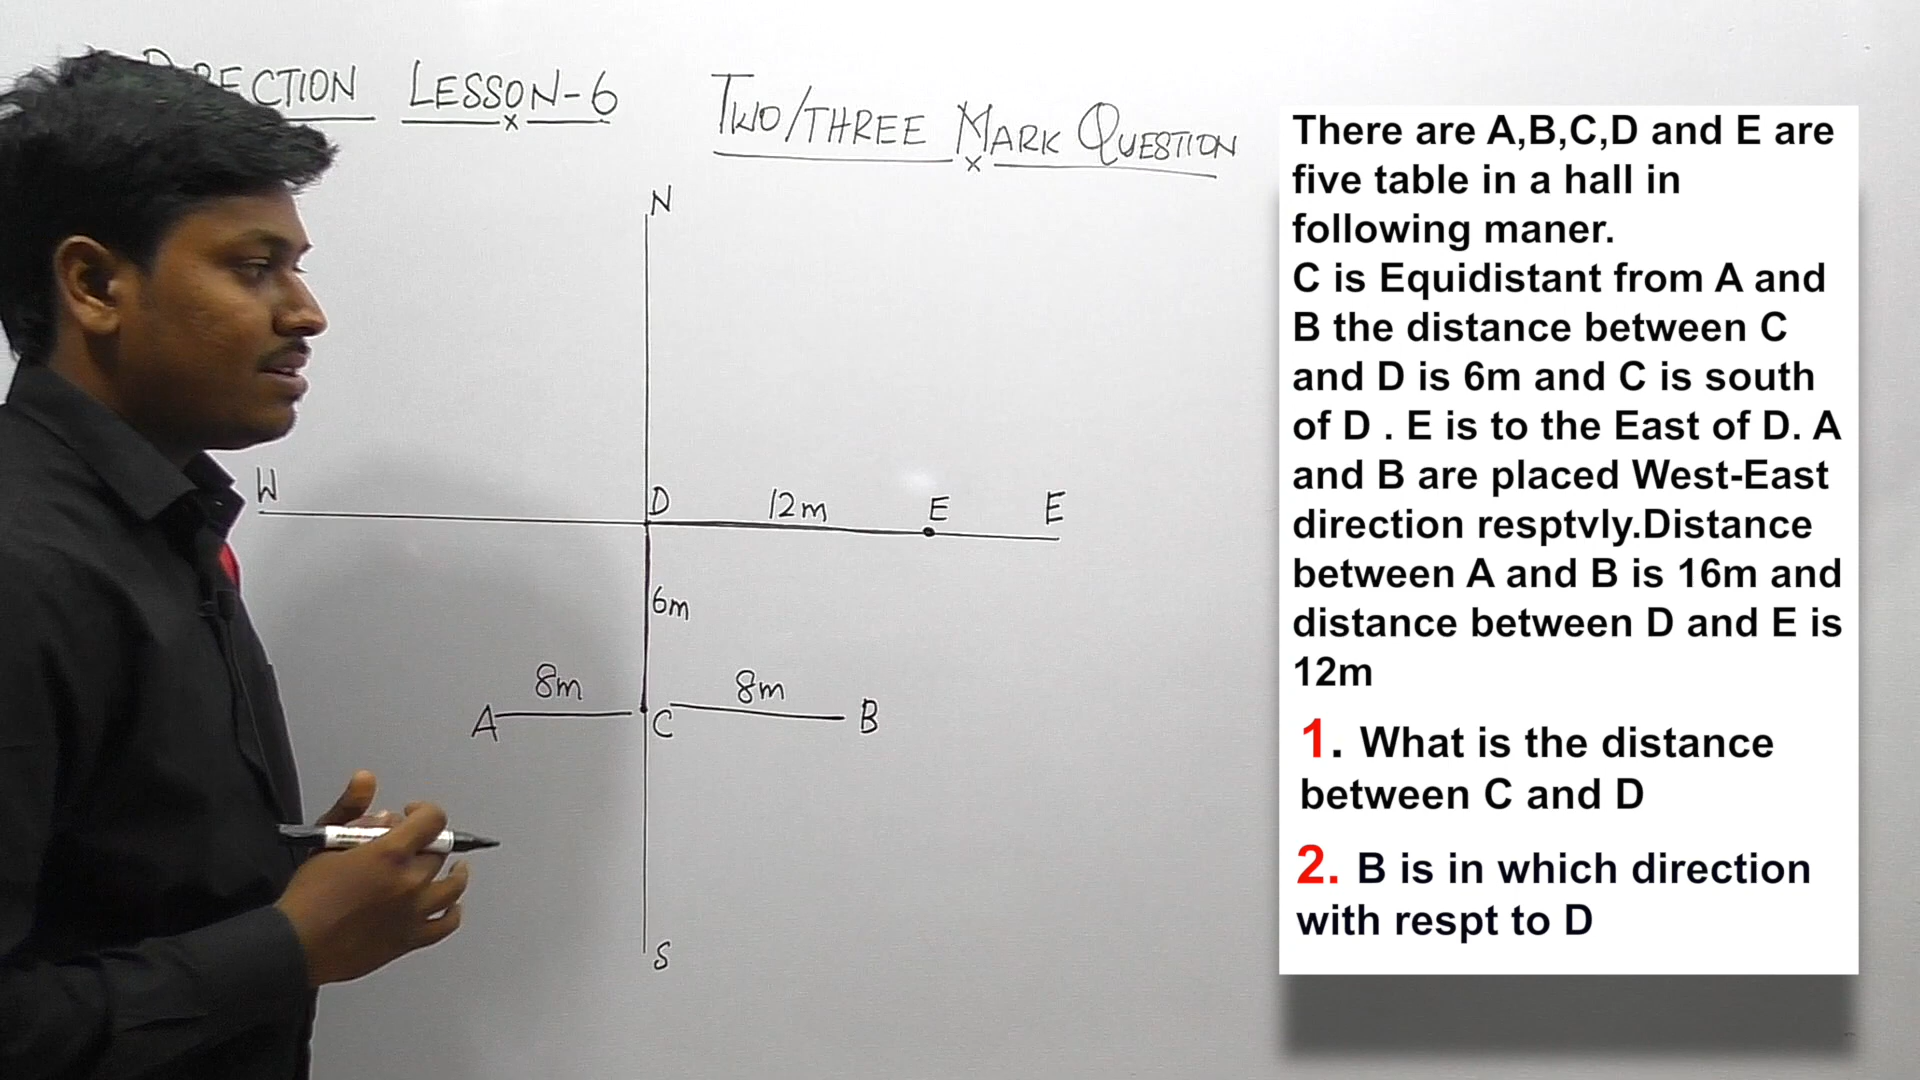 DIRECTION LESSON-6
TWO/THREE MARK QUESTION
N
W
D 12m E E
6m
8m 8m
A C B
S
There are A,B,C,D and E are
five table in a hall in
following maner.
C is Equidistant from A and
B the distance between C
and D is 6m and C is south
of D . E is to the East of D. A
and B are placed West-East
direction resptvly.Distance
between A and B is 16m and
distance between D and E is
12m
1. What is the distance
between C and D
2. B is in which direction
with respt to D